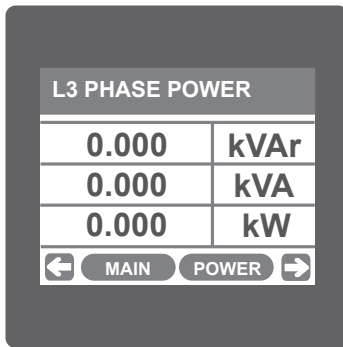 L3 PHASE POWER
0.000 kVAr
0.000 kVA
0.000 kW
MAIN POWER